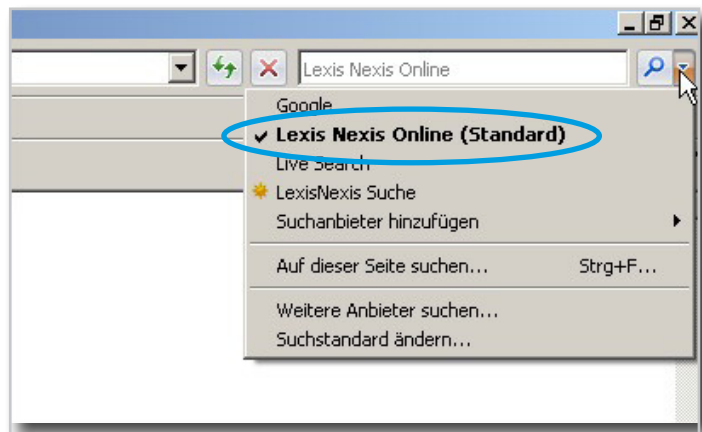 Lexis Nexis Online
Google
Lexis Nexis Online (Standard)
Live Search
LexisNexis Suche
Suchanbieter hinzufügen
Auf dieser Seite suchen... Strg+F...
Weitere Anbieter suchen...
Suchstandard ändern...